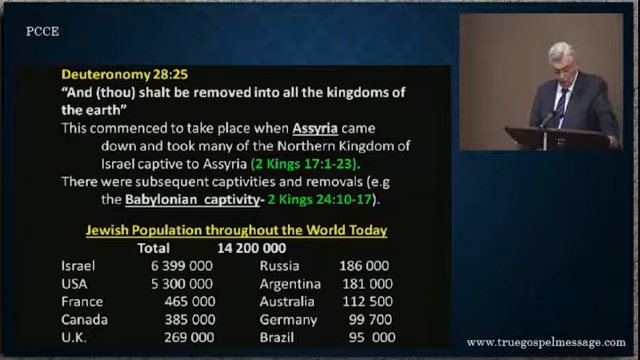 PCCE
Deuteronomy 28:25
“And (thou) shalt be removed into all the kingdoms of
the earth”
This commenced to take place when Assyria came
down and took many of the Northern Kingdom of
Israel captive to Assyria (2 Kings 17:1-23).
There were subsequent captivities and removals (e.g
the Babylonian captivity- 2 Kings 24:10-17).
Jewish Population throughout the World Today
Total 14 200 000
Israel 6 399 000 Russia 186 000
USA 5 300 000 Argentina 181 000
France 465 000 Australia 112 500
Canada 385 000 Germany 99 700
U.K. 269 000 Brazil 95 000
www.truegospelmessage.com